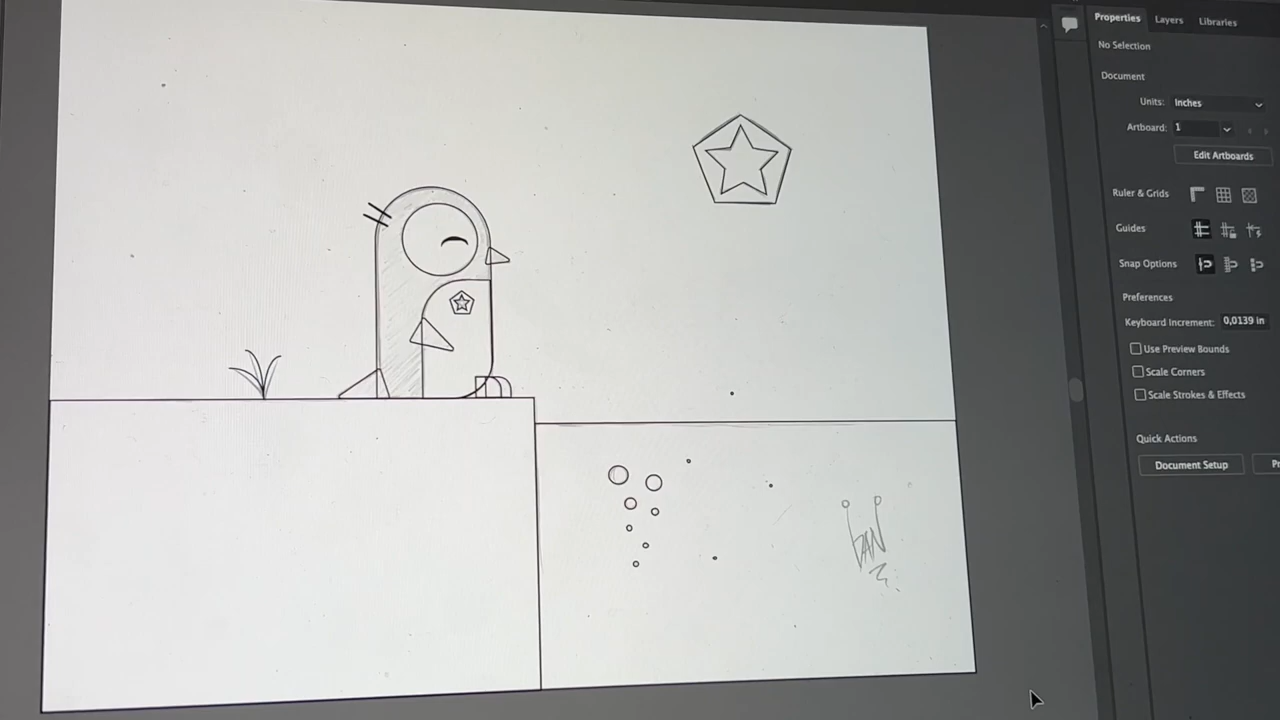 Properties Layers Libraries
No Selection
Document
Units: Inches
Artboard: 1
Edit Artboards
Ruler & Grids
Guides
Snap Options
Preferences
Keyboard Increment: 0,0139 in
Use Preview Bounds
Scale Corners
Scale Strokes & Effects
Quick Actions
Document Setup